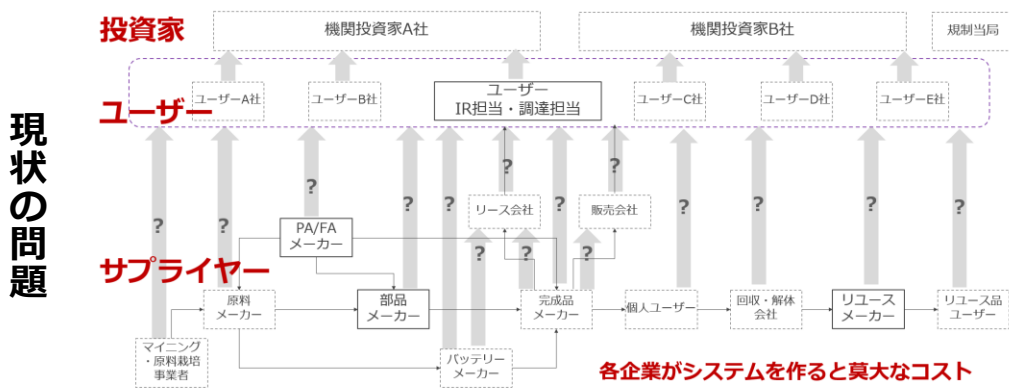 現状の問題
投資家
機関投資家A社
機関投資家B社
規制当局
ユーザー
ユーザーA社
ユーザーB社
ユーザー
IR担当・調達担当
ユーザーC社
ユーザーD社
ユーザーE社
?
?
?
?
?
?
?
?
?
?
?
?
リース会社
販売会社
PA/FA
メーカー
?
?
?
サプライヤー
原料
メーカー
部品
メーカー
完成品
メーカー
個人ユーザー
回収・解体
会社
リユース
メーカー
リユース品
ユーザー
マイニング
・原料栽培
事業者
バッテリー
メーカー
各企業がシステムを作ると莫大なコスト